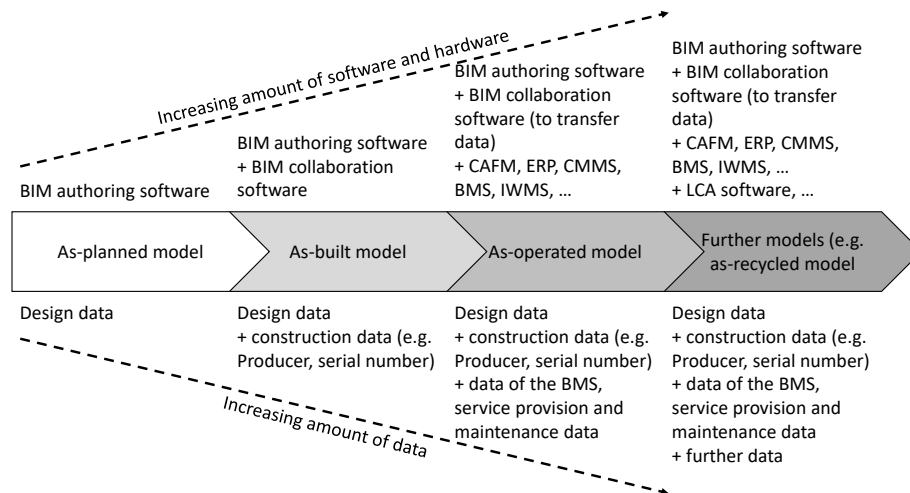 Increasing amount of software and hardware
BIM authoring software
BIM authoring software
+ BIM collaboration
software
BIM authoring software
+ BIM collaboration
software (to transfer
data)
+ CAFM, ERP, CMMS,
BMS, IWMS, ...
BIM authoring software
+ BIM collaboration
software (to transfer
data)
+ CAFM, ERP, CMMS,
BMS, IWMS, ...
+ LCA software, ...
As-planned model
As-built model
As-operated model
Further models (e.g.
as-recycled model
Design data
Design data
+ construction data (e.g.
Producer, serial number)
Design data
+ construction data (e.g.
Producer, serial number)
+ data of the BMS,
service provision and
maintenance data
Design data
+ construction data (e.g.
Producer, serial number)
+ data of the BMS,
service provision and
maintenance data
+ further data
Increasing amount of data